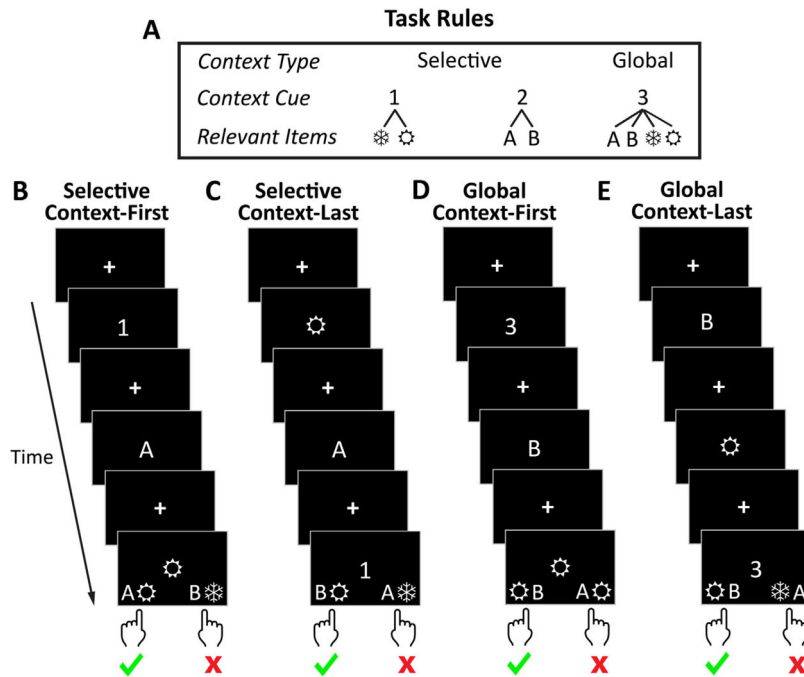 Task Rules
A
Context Type Selective Global
Context Cue 1 2 3
Relevant Items A B A B
B Selective Context-First
C Selective Context-Last
D Global Context-First
E Global Context-Last
1
3
B
A
A
B
Time
1
3
A B
B A
B A
B A